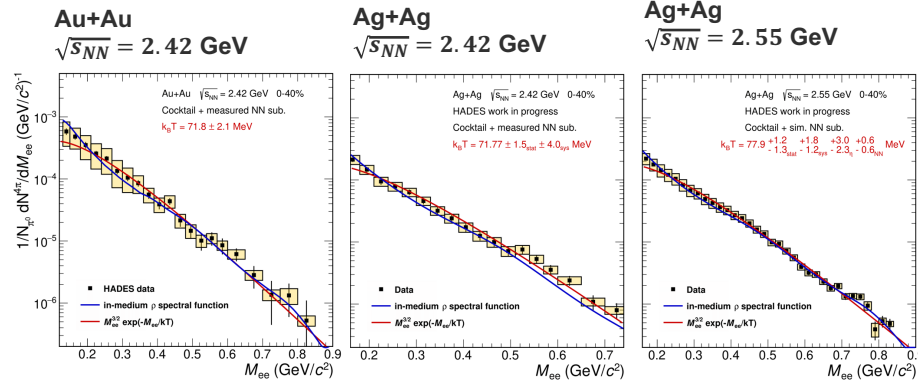 Au+Au
√s_NN = 2.42 GeV
Ag+Ag
√s_NN = 2.42 GeV
Ag+Ag
√s_NN = 2.55 GeV
1/N_π⁰ dN^4π/dM_ee (GeV/c²)⁻¹
10⁻³
10⁻⁴
10⁻⁵
10⁻⁶
Au+Au √s_NN = 2.42 GeV 0-40%
Cocktail + measured NN sub.
k_BT = 71.8 ± 2.1 MeV
HADES data
in-medium ρ spectral function
M_ee^3/2 exp(-M_ee/kT)
0.2 0.3 0.4 0.5 0.6 0.7 0.8 0.9
M_ee (GeV/c²)
Ag+Ag √s_NN = 2.42 GeV 0-40%
HADES work in progress
Cocktail + measured NN sub.
k_BT = 71.77 ± 1.5_stat ± 4.0_sys MeV
Data
in-medium ρ spectral function
M_ee^3/2 exp(-M_ee/kT)
0.2 0.3 0.4 0.5 0.6 0.7
M_ee (GeV/c²)
Ag+Ag √s_NN = 2.55 GeV 0-40%
HADES work in progress
Cocktail + sim. NN sub.
k_BT = 77.9 +1.2 -1.3_stat +1.8 -1.2_sys +3.0 -2.3 +0.6 -0.6_NN MeV
Data
in-medium ρ spectral function
M_ee^3/2 exp(-M_ee/kT)
0.2 0.3 0.4 0.5 0.6 0.7 0.8 0.9
M_ee (GeV/c²)